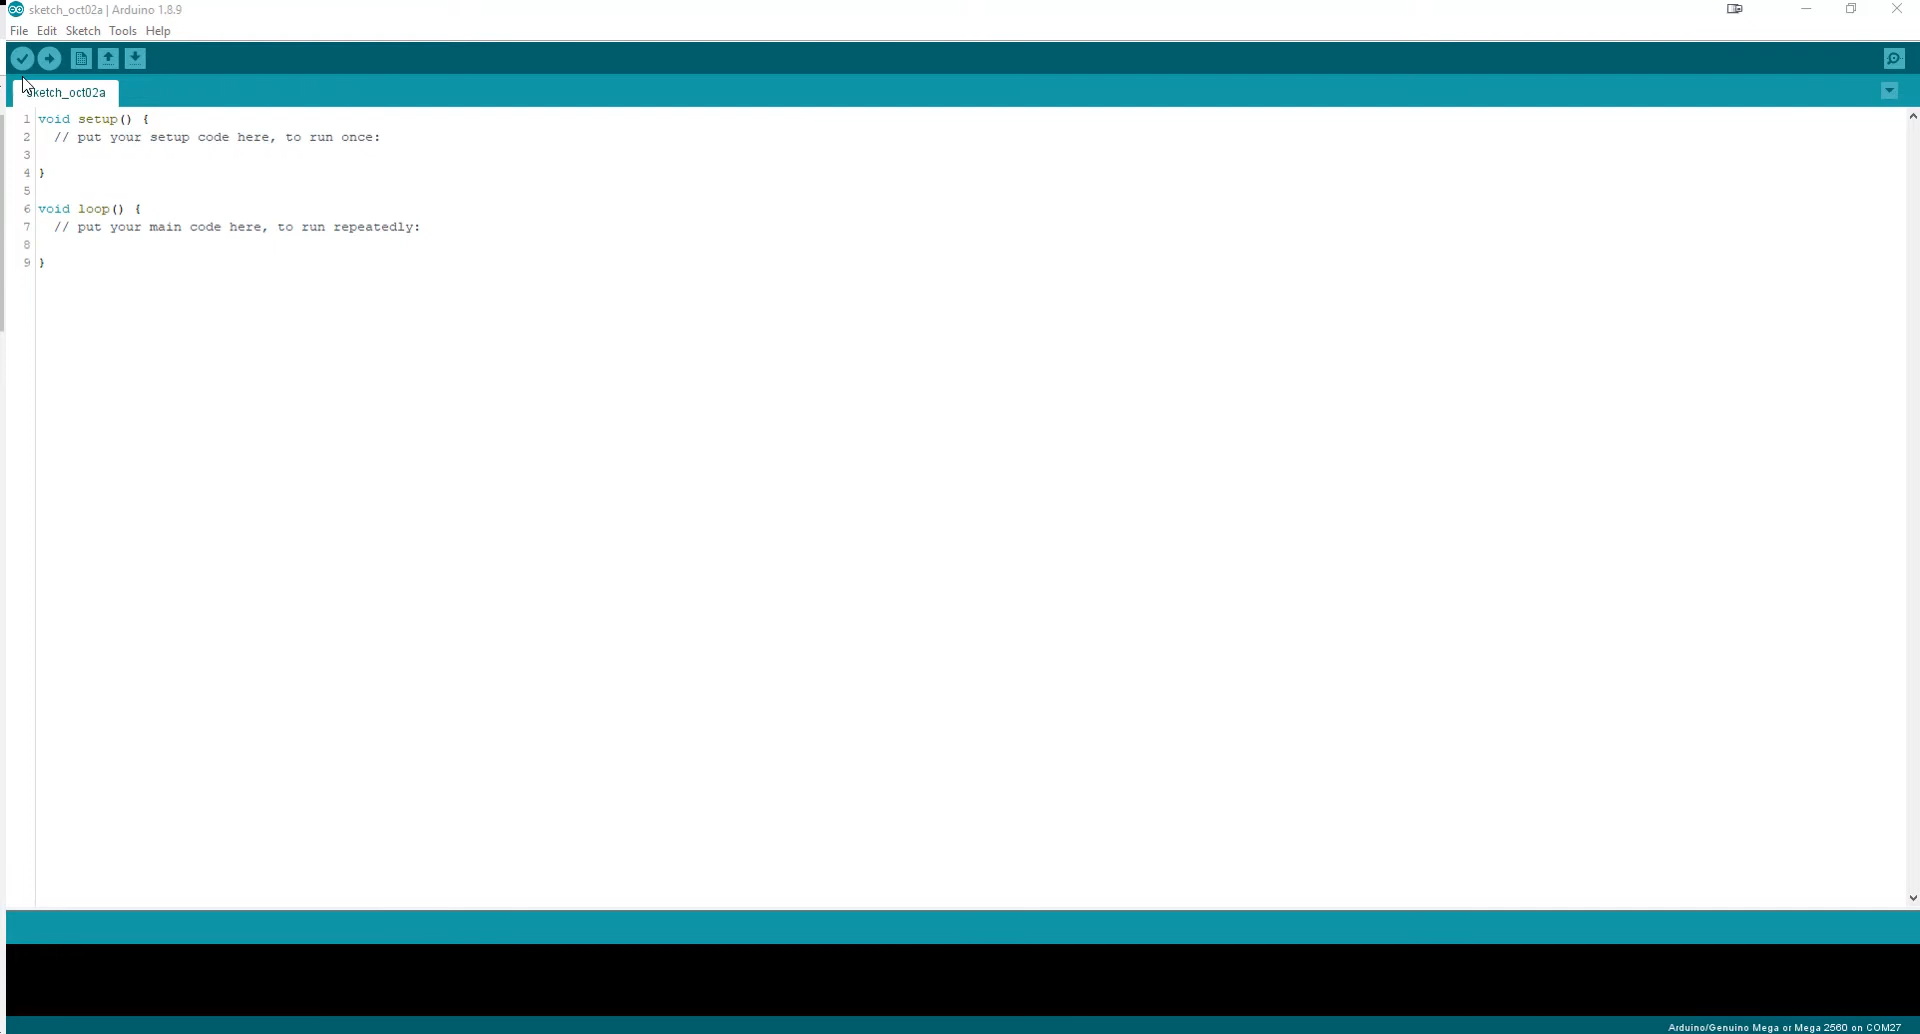 sketch_oct02a | Arduino 1.8.9
File Edit Sketch Tools Help
sketch_oct02a
1 void setup() {
2   // put your setup code here, to run once:
3
4 }
5
6 void loop() {
7   // put your main code here, to run repeatedly:
8
9 }
Arduino/Genuino Mega or Mega 2560 on COM27